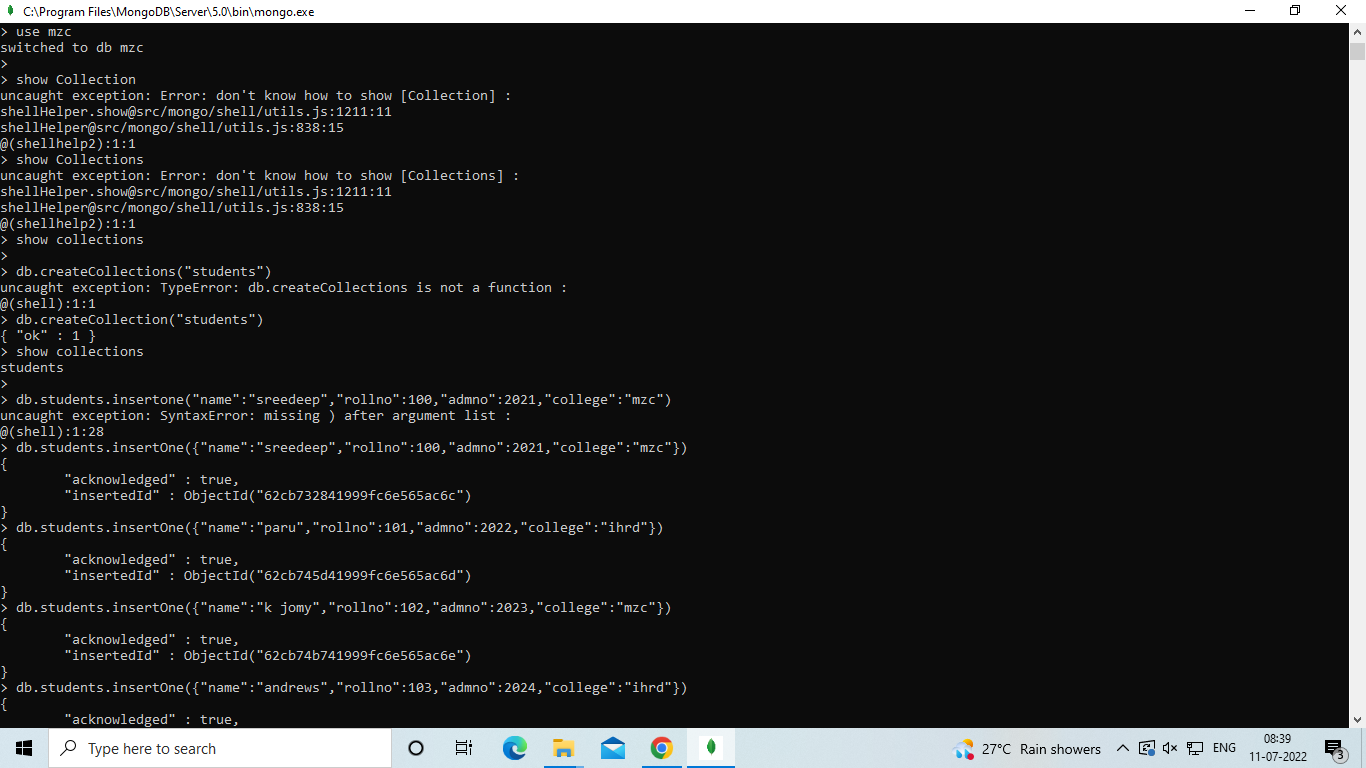 C:\Program Files\MongoDB\Server\5.0\bin\mongo.exe
> use mzc
switched to db mzc
>
> show Collection
uncaught exception: Error: don't know how to show [Collection] :
shellHelper.show@src/mongo/shell/utils.js:1211:11
shellHelper@src/mongo/shell/utils.js:838:15
@(shellhelp2):1:1
> show Collections
uncaught exception: Error: don't know how to show [Collections] :
shellHelper.show@src/mongo/shell/utils.js:1211:11
shellHelper@src/mongo/shell/utils.js:838:15
@(shellhelp2):1:1
> show collections
>
> db.createCollections("students")
uncaught exception: TypeError: db.createCollections is not a function :
@(shell):1:1
> db.createCollection("students")
{ "ok" : 1 }
> show collections
students
>
> db.students.insertone("name":"sreedeep","rollno":100,"admno":2021,"college":"mzc")
uncaught exception: SyntaxError: missing ) after argument list :
@(shell):1:28
> db.students.insertOne({"name":"sreedeep","rollno":100,"admno":2021,"college":"mzc"})
{
        "acknowledged" : true,
        "insertedId" : ObjectId("62cb732841999fc6e565ac6c")
}
> db.students.insertOne({"name":"paru","rollno":101,"admno":2022,"college":"ihrd"})
{
        "acknowledged" : true,
        "insertedId" : ObjectId("62cb745d41999fc6e565ac6d")
}
> db.students.insertOne({"name":"k jomy","rollno":102,"admno":2023,"college":"mzc"})
{
        "acknowledged" : true,
        "insertedId" : ObjectId("62cb74b741999fc6e565ac6e")
}
> db.students.insertOne({"name":"andrews","rollno":103,"admno":2024,"college":"ihrd"})
{
        "acknowledged" : true,
Type here to search
27°C Rain showers
ENG
08:39
11-07-2022
3